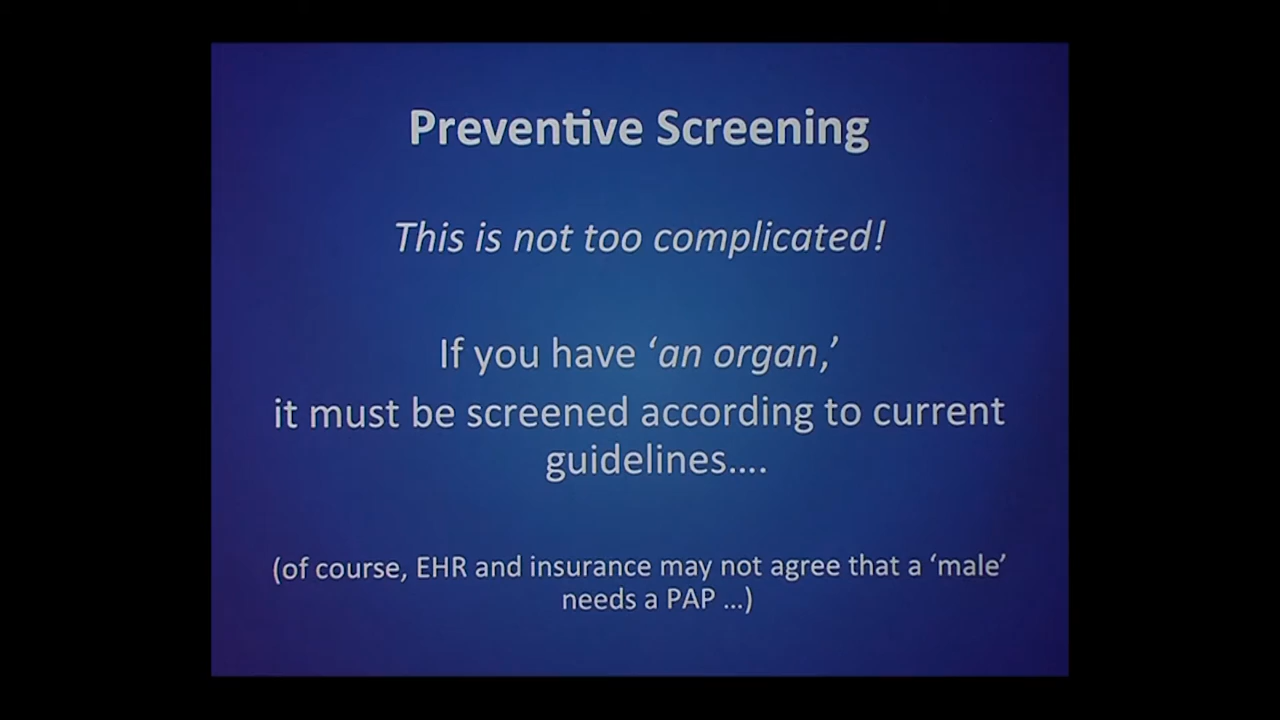 Preventive Screening
This is not too complicated!
If you have ‘an organ,’
it must be screened according to current
guidelines….
(of course, EHR and insurance may not agree that a ‘male’
needs a PAP …)